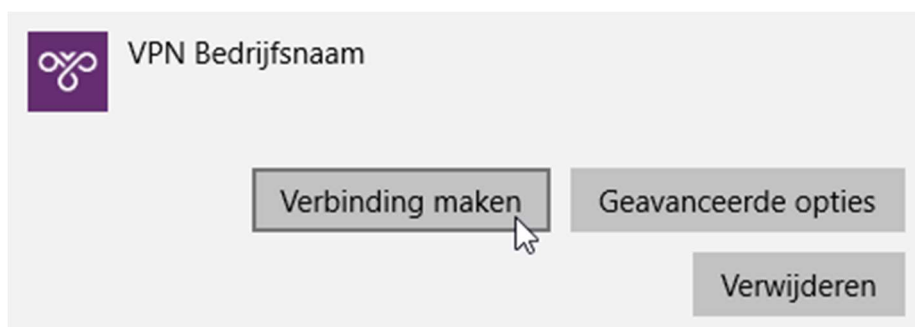 VPN Bedrijfsnaam
Verbinding maken Geavanceerde opties
Verwijderen